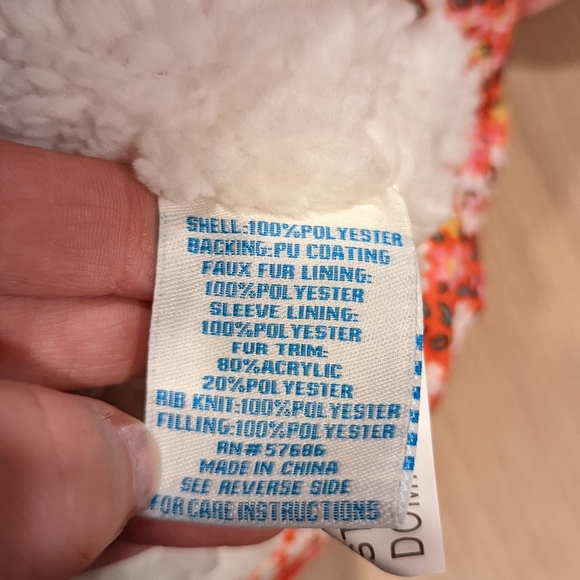 SHELL:100%POLYESTER
BACKING:PU COATING
FAUX FUR LINING:
100%POLYESTER
SLEEVE LINING:
100%POLYESTER
FUR TRIM:
80%ACRYLIC
20%POLYESTER
RIB KNIT:100%POLYESTER
FILLING:100%POLYESTER
RN#57686
MADE IN CHINA
SEE REVERSE SIDE
FOR CARE INSTRUCTIONS